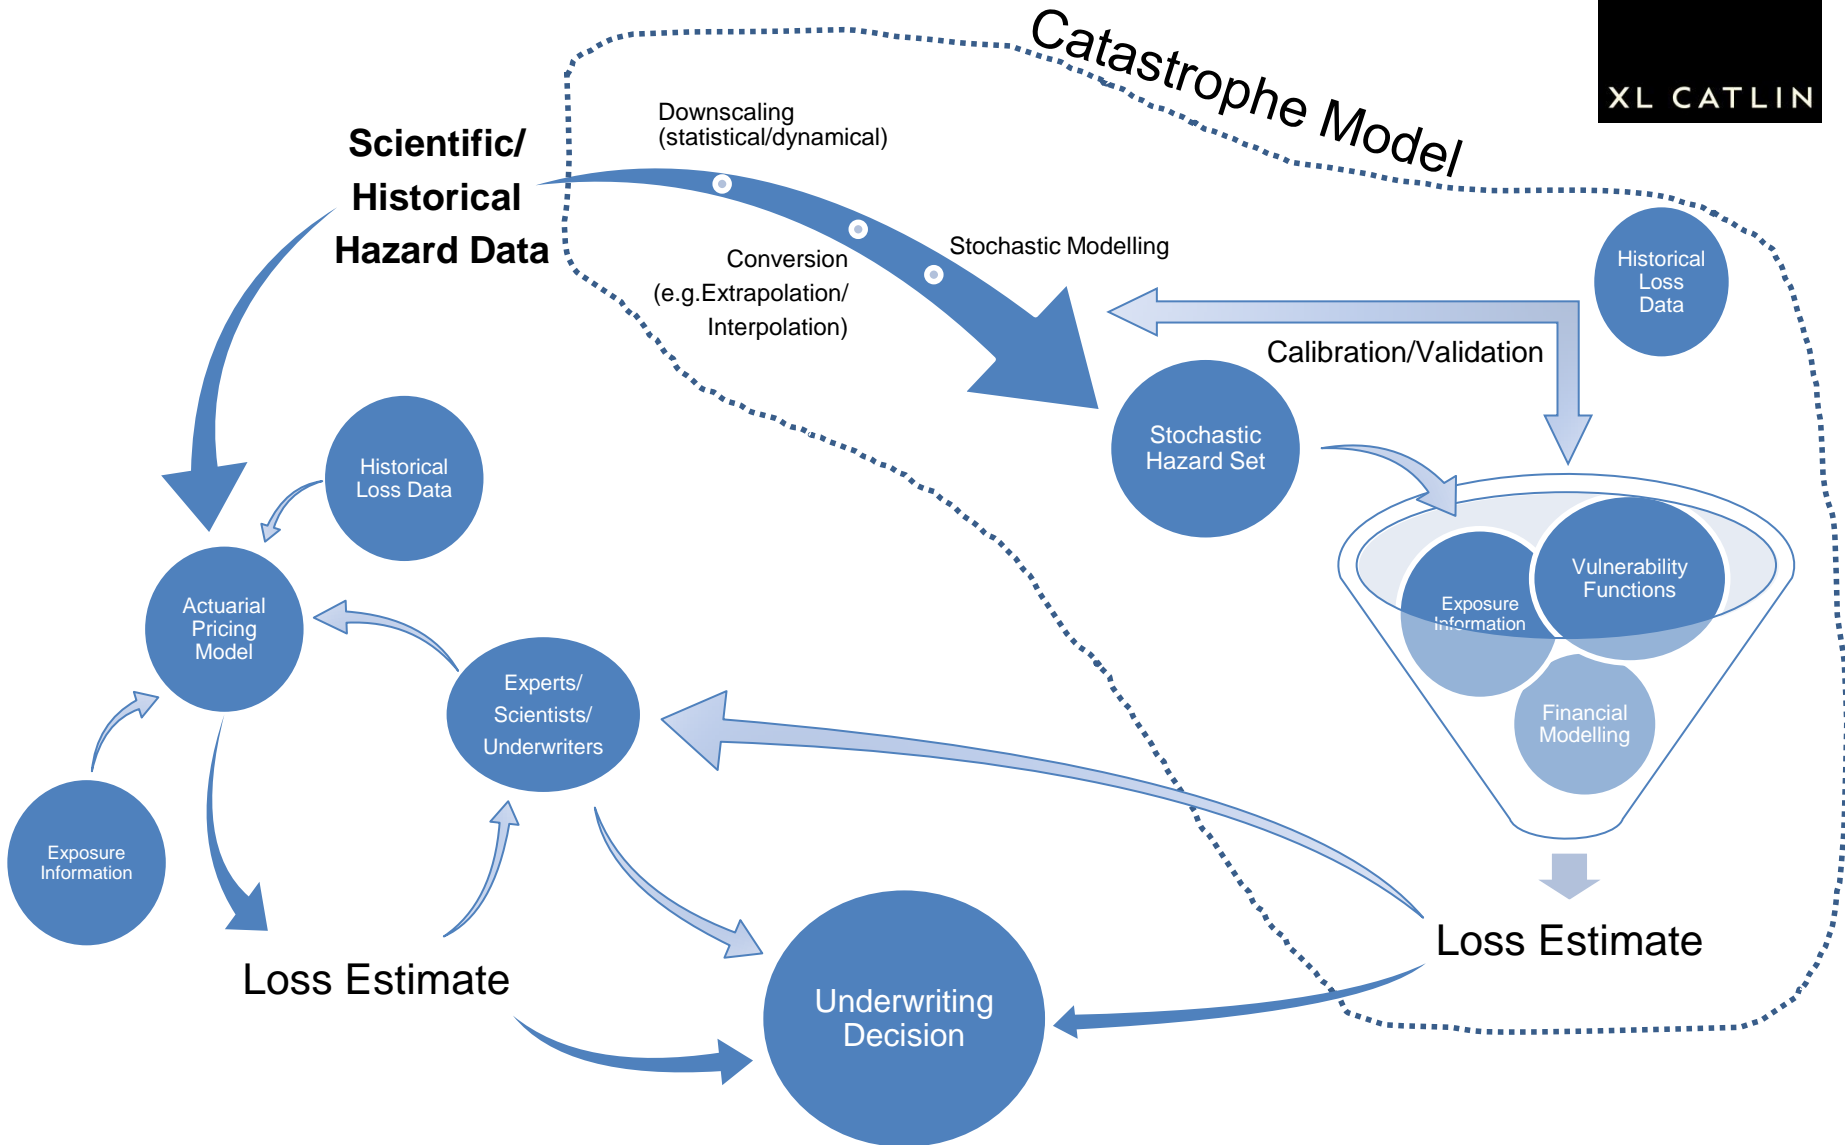 Catastrophe Model
XL CATLIN
Downscaling
(statistical/dynamical)
Scientific/
Historical
Hazard Data
Conversion
(e.g.Extrapolation/
Interpolation)
Stochastic Modelling
Historical
Loss
Data
Calibration/Validation
Stochastic
Hazard Set
Historical
Loss Data
Vulnerability
Functions
Exposure
Information
Financial
Modelling
Actuarial
Pricing
Model
Experts/
Scientists/
Underwriters
Exposure
Information
Loss Estimate
Loss Estimate
Underwriting
Decision